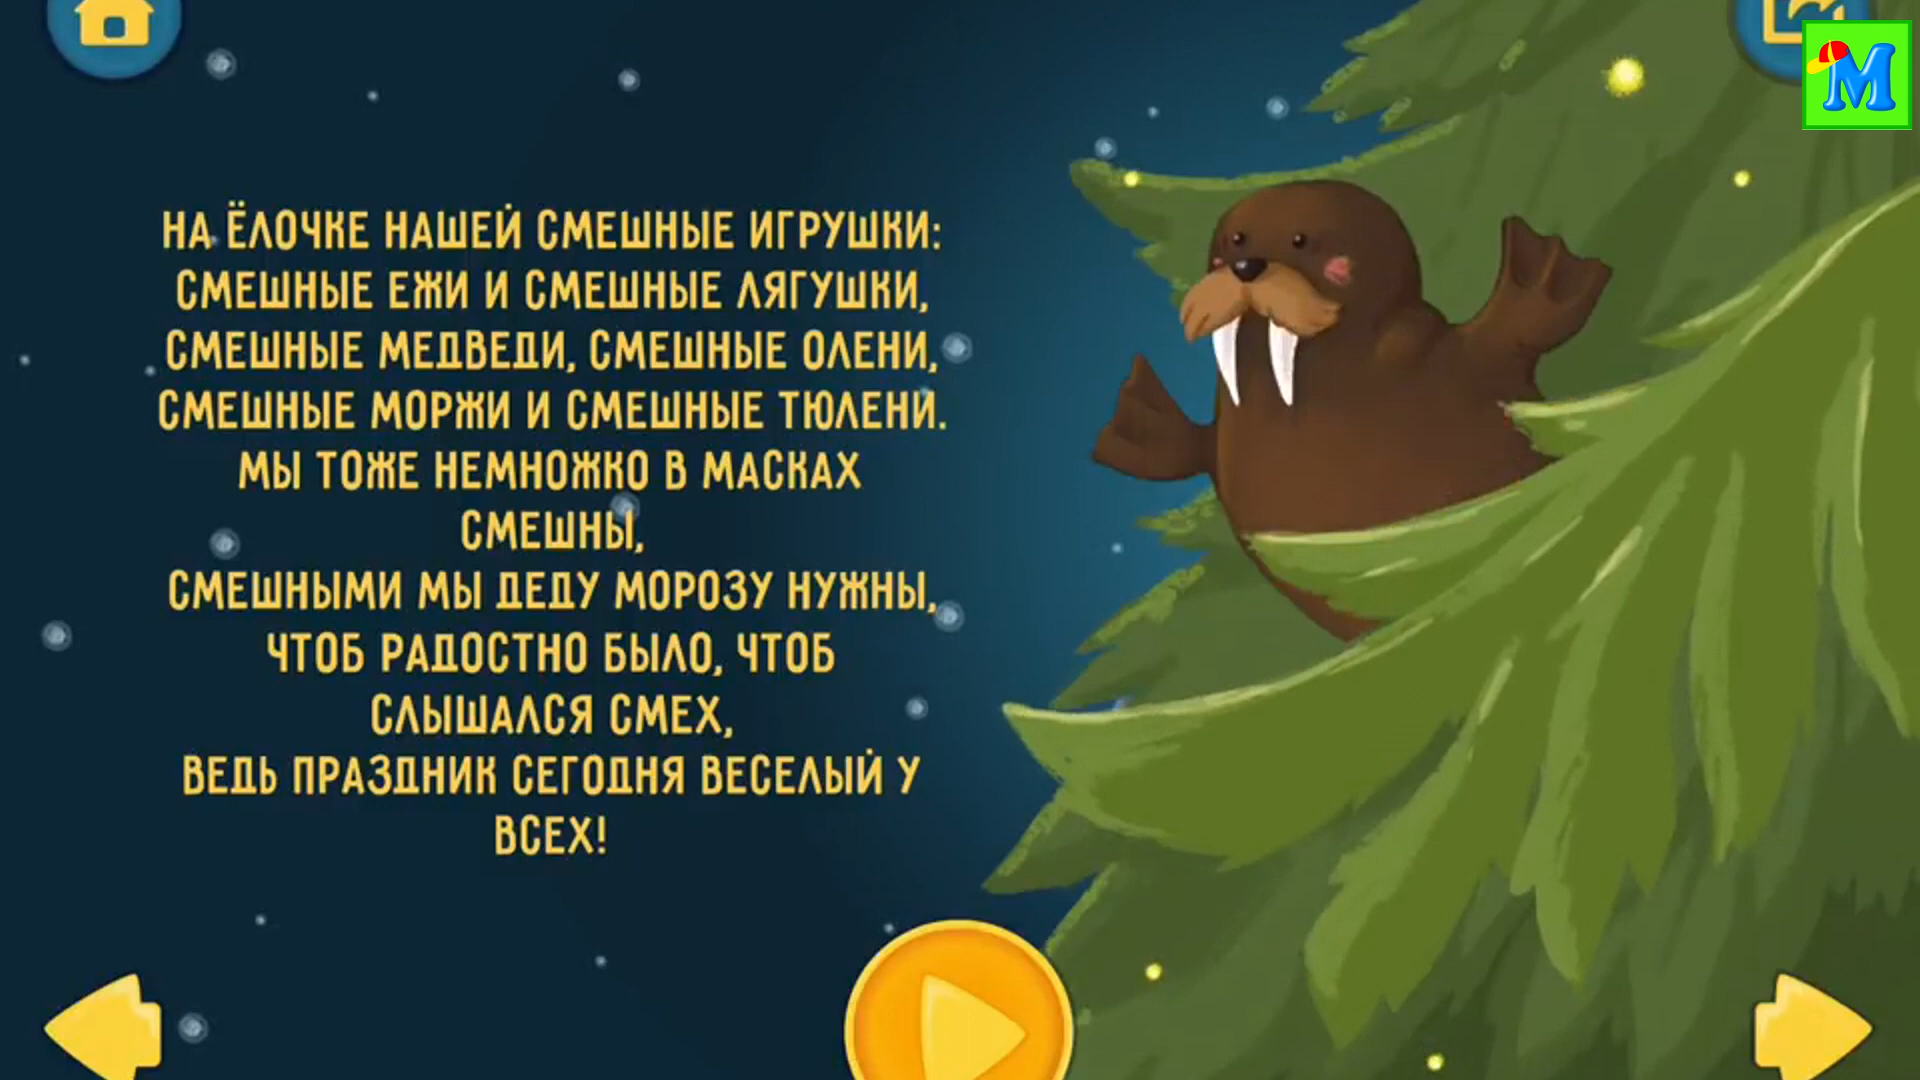 НА ЁЛОЧКЕ НАШЕЙ СМЕШНЫЕ ИГРУШКИ:
СМЕШНЫЕ ЕЖИ И СМЕШНЫЕ ЛЯГУШКИ,
СМЕШНЫЕ МЕДВЕДИ, СМЕШНЫЕ ОЛЕНИ,
СМЕШНЫЕ МОРЖИ И СМЕШНЫЕ ТЮЛЕНИ.
МЫ ТОЖЕ НЕМНОЖКО В МАСКАХ
СМЕШНЫ,
СМЕШНЫМИ МЫ ДЕДУ МОРОЗУ НУЖНЫ,
ЧТОБ РАДОСТНО БЫЛО, ЧТОБ
СЛЫШАЛСЯ СМЕХ,
ВЕДЬ ПРАЗДНИК СЕГОДНЯ ВЕСЕЛЫЙ У
ВСЕХ!
М